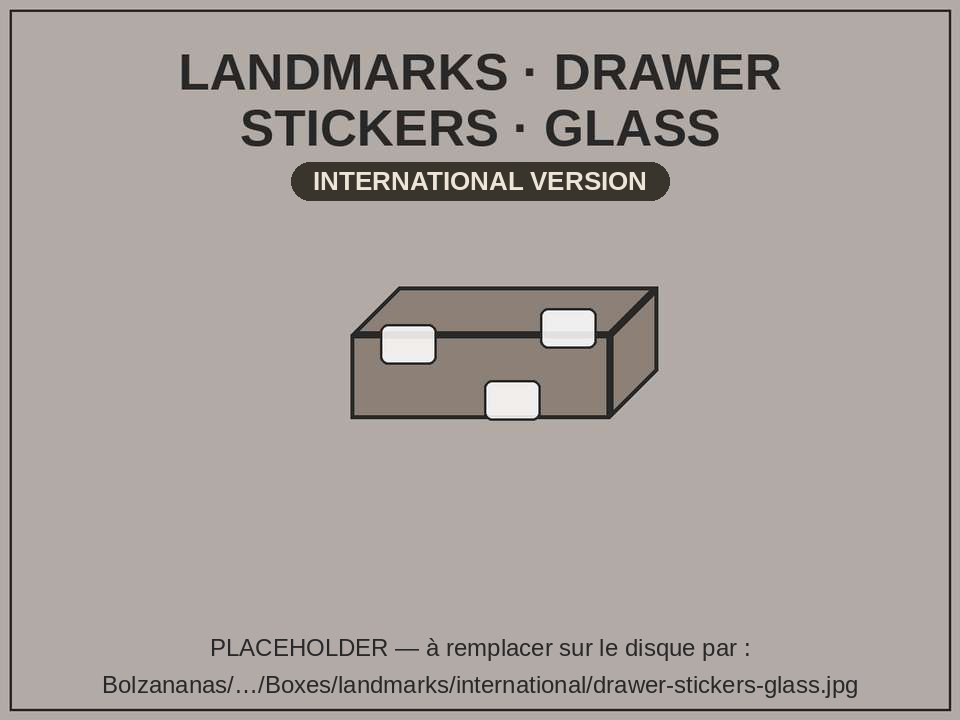 LANDMARKS · DRAWER
STICKERS · GLASS
INTERNATIONAL VERSION
PLACEHOLDER — à remplacer sur le disque par :
Bolzananas/…/Boxes/landmarks/international/drawer-stickers-glass.jpg